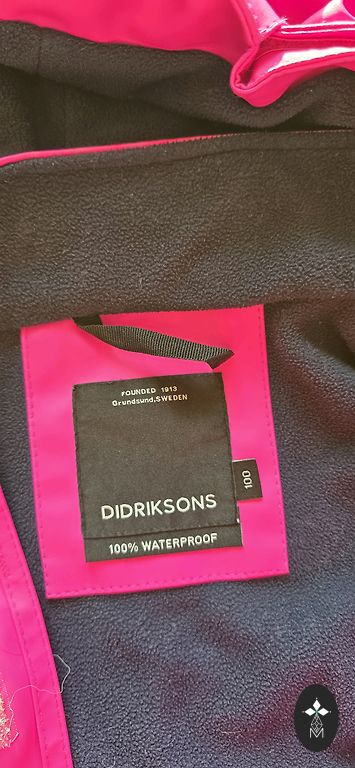 FOUNDED 1913
Grundsund, SWEDEN
DIDRIKSONS
100
100% WATERPROOF
M